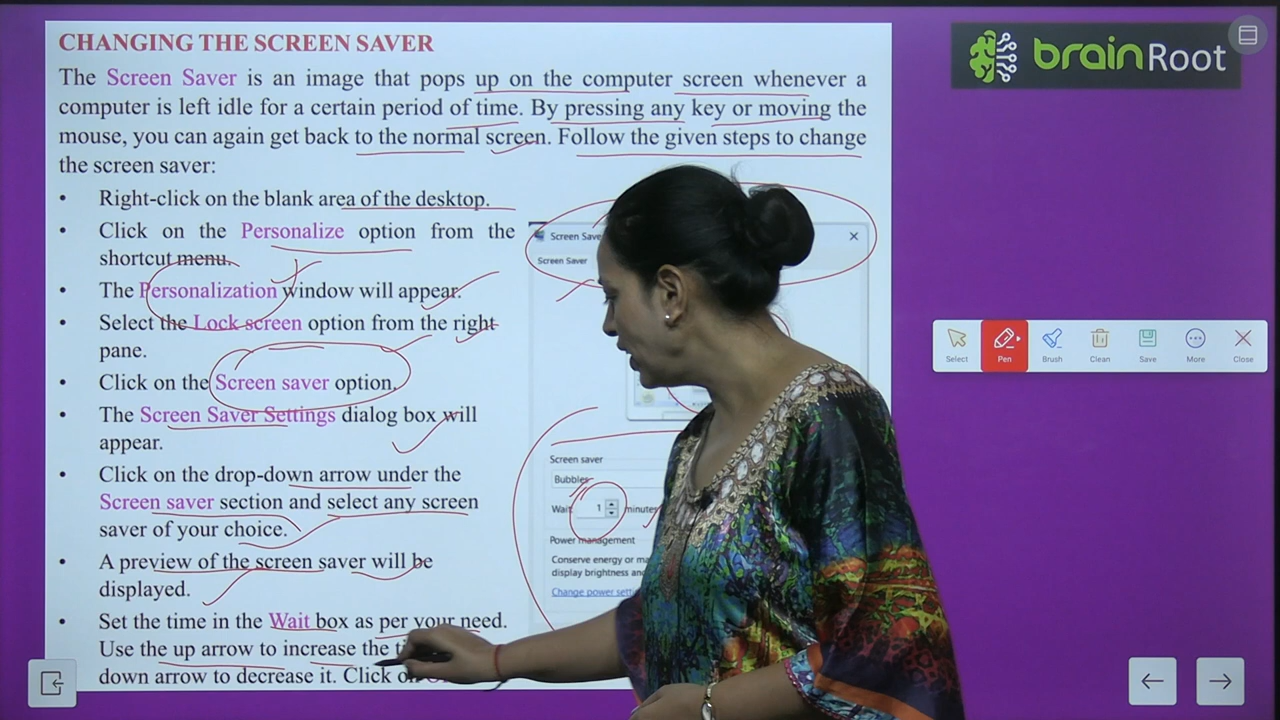 CHANGING THE SCREEN SAVER
The Screen Saver is an image that pops up on the computer screen whenever a
computer is left idle for a certain period of time. By pressing any key or moving the
mouse, you can again get back to the normal screen. Follow the given steps to change
the screen saver:
• Right-click on the blank area of the desktop.
• Click on the Personalize option from the
shortcut menu.
• The Personalization window will appear.
• Select the Lock screen option from the right
pane.
• Click on the Screen saver option.
• The Screen Saver Settings dialog box will
appear.
• Click on the drop-down arrow under the
Screen saver section and select any screen
saver of your choice.
• A preview of the screen saver will be
displayed.
• Set the time in the Wait box as per your need.
Use the up arrow to increase the
down arrow to decrease it. Click
Screen
Screen Saver
Screen saver
Bubbles
Wait: 1 minutes
Power management
Conserve energy or
display brightness
Change power
brainRoot
Select
Pen
Brush
Clean
Save
More
Close